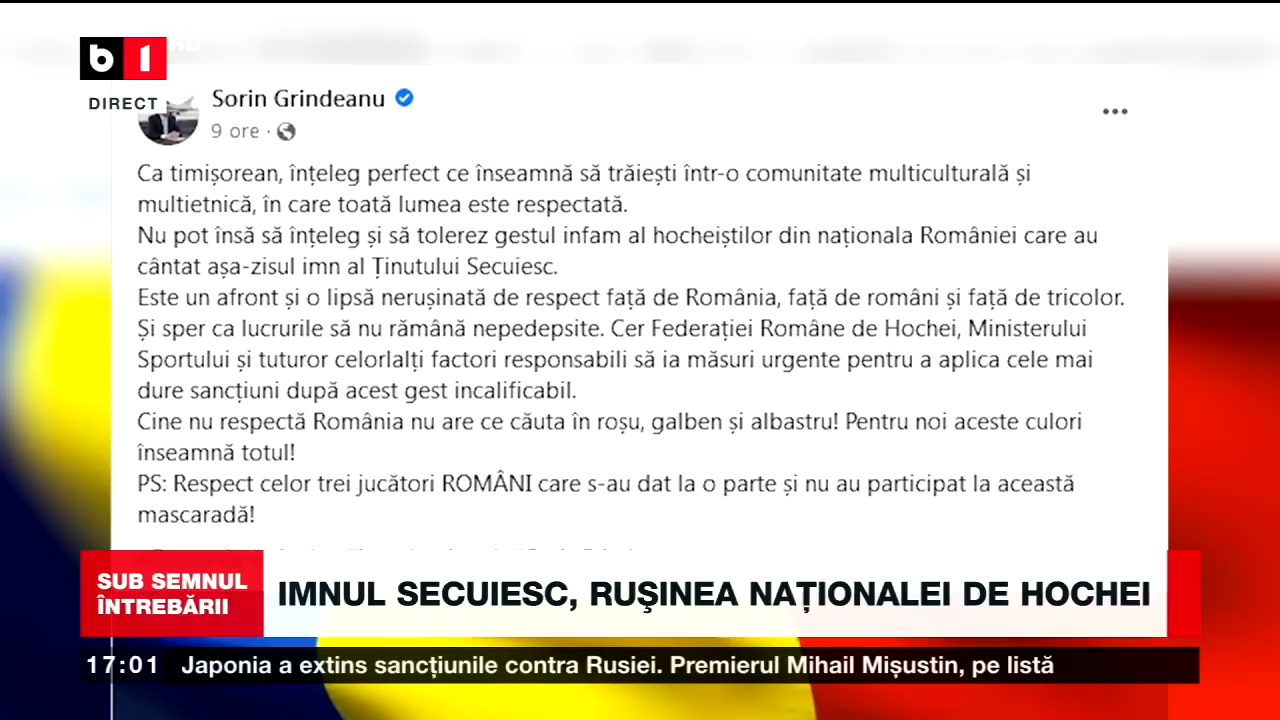 b1
HD
DIRECT
Sorin Grindeanu
9 ore ·
Ca timișorean, înțeleg perfect ce înseamnă să trăiești într-o comunitate multiculturală și
multietnică, în care toată lumea este respectată.
Nu pot însă să înțeleg și să tolerez gestul infam al hocheiștilor din naționala României care au
cântat așa-zisul imn al Ținutului Secuiesc.
Este un afront și o lipsă nerușinată de respect față de România, față de români și față de tricolor.
Și sper ca lucrurile să nu rămână nepedepsite. Cer Federației Române de Hochei, Ministerului
Sportului și tuturor celorlalți factori responsabili să ia măsuri urgente pentru a aplica cele mai
dure sancțiuni după acest gest incalificabil.
Cine nu respectă România nu are ce căuta în roșu, galben și albastru! Pentru noi aceste culori
înseamnă totul!
PS: Respect celor trei jucători ROMÂNI care s-au dat la o parte și nu au participat la această
mascaradă!
SUB SEMNUL
ÎNTREBĂRII
IMNUL SECUIESC, RUŞINEA NAȚIONALEI DE HOCHEI
17:01 Japonia a extins sancțiunile contra Rusiei. Premierul Mihail Mișustin, pe listă